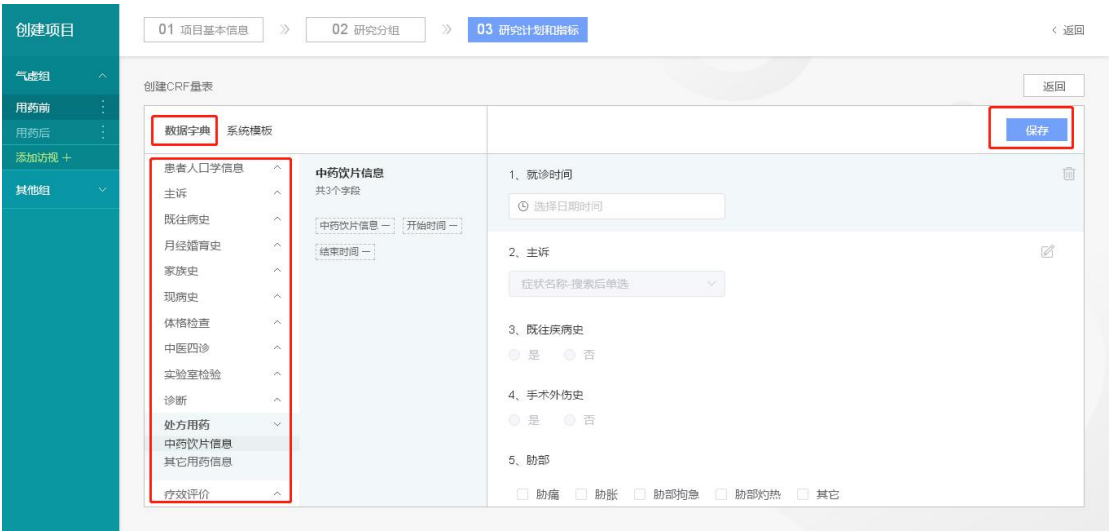 创建项目
01 项目基本信息
02 研究分组
03 研究计划和指标
返回
气虚组
用药前
用药后
添加访视 +
其他组
创建CRF量表
返回
数据字典 系统模板
保存
患者人口学信息
主诉
既往病史
月经婚育史
家族史
现病史
体格检查
中医四诊
实验室检验
诊断
处方用药
中药饮片信息
其它用药信息
疗效评价
中药饮片信息
共3个字段
中药饮片信息 一 开始时间 一
结束时间 一
1、就诊时间
选择日期时间
2、主诉
症状名称-搜索后单选
3、既往疾病史
是 否
4、手术外伤史
是 否
5、胁部
胁痛 胁胀 胁部拘急 胁部灼热 其它